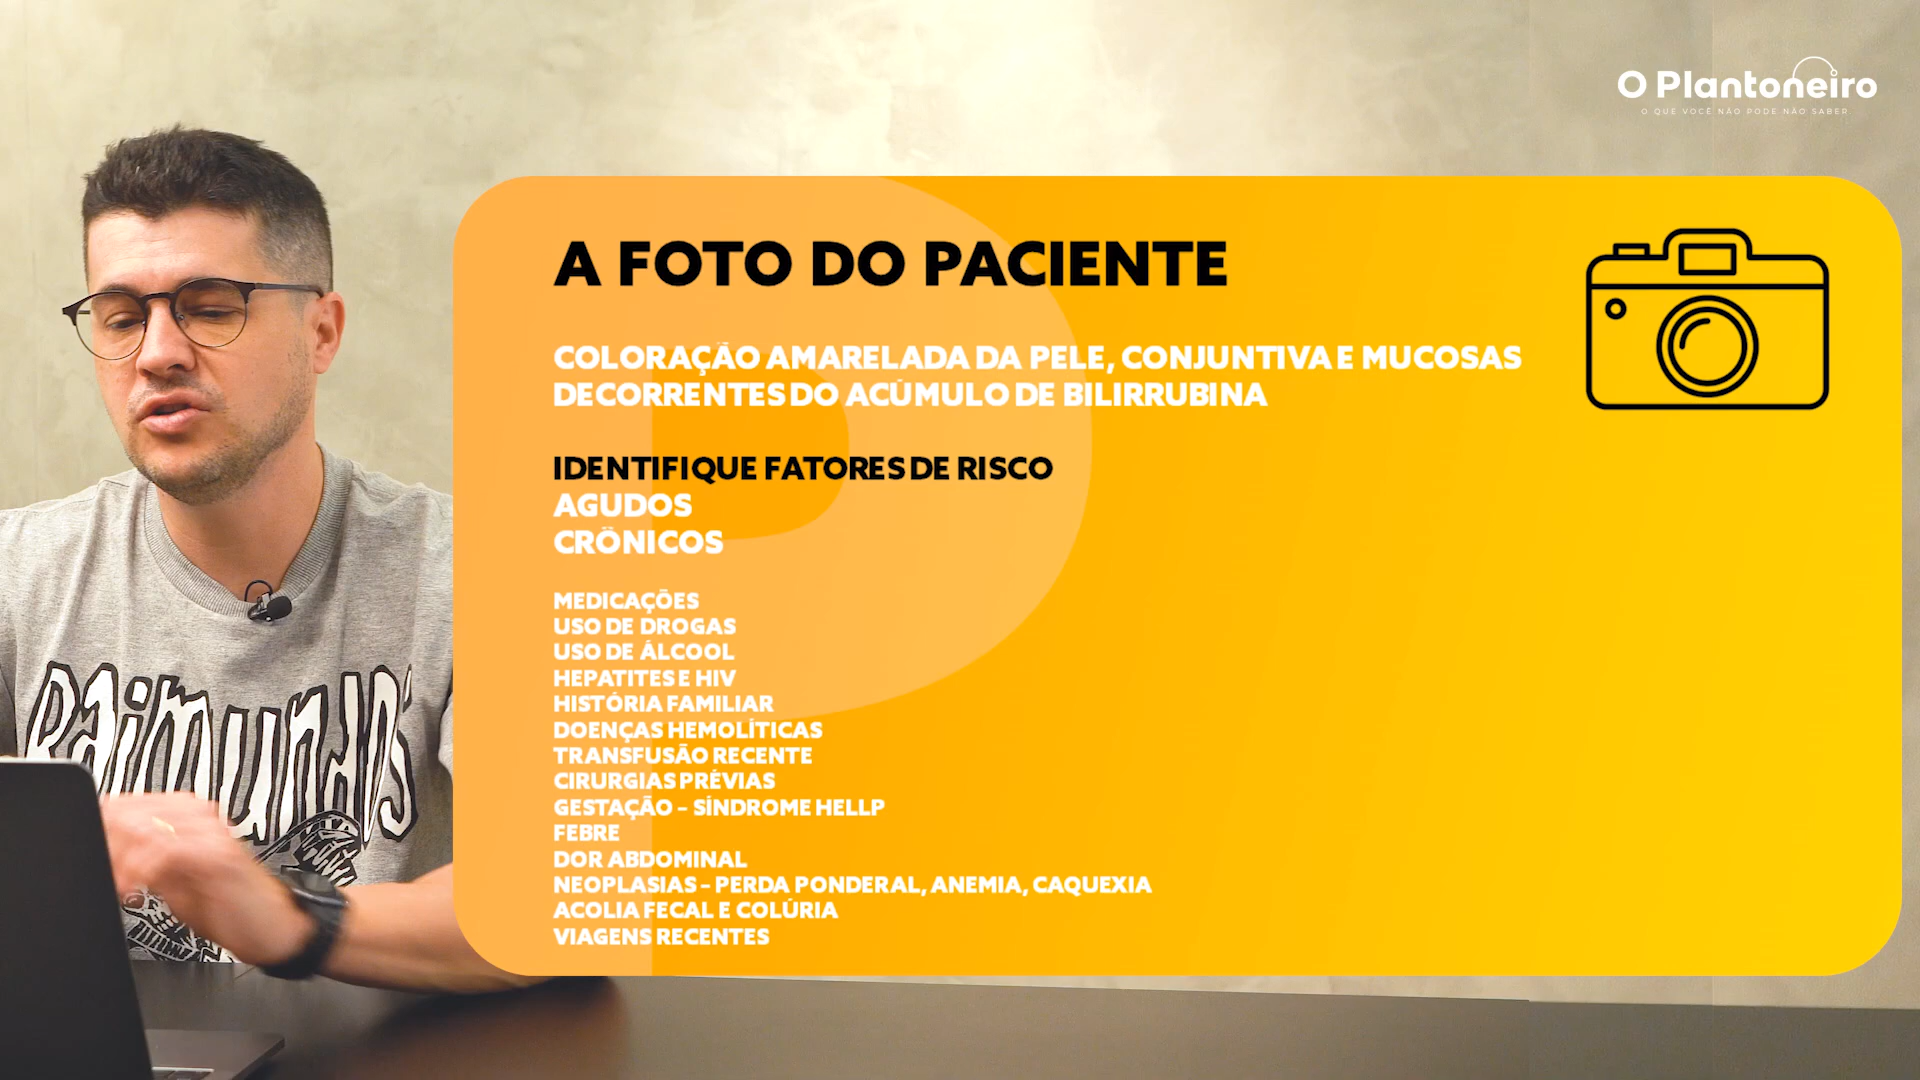 O Plantoneiro
O QUE VOCÊ NÃO PODE NÃO SABER
A FOTO DO PACIENTE
COLORAÇÃO AMARELADA DA PELE, CONJUNTIVA E MUCOSAS
DECORRENTES DO ACÚMULO DE BILIRRUBINA
IDENTIFIQUE FATORES DE RISCO
AGUDOS
CRÔNICOS
MEDICAÇÕES
USO DE DROGAS
USO DE ÁLCOOL
HEPATITES E HIV
HISTÓRIA FAMILIAR
DOENÇAS HEMOLÍTICAS
TRANSFUSÃO RECENTE
CIRURGIAS PRÉVIAS
GESTAÇÃO – SÍNDROME HELLP
FEBRE
DOR ABDOMINAL
NEOPLASIAS – PERDA PONDERAL, ANEMIA, CAQUEXIA
ACOLIA FECAL E COLÚRIA
VIAGENS RECENTES
RAimundos